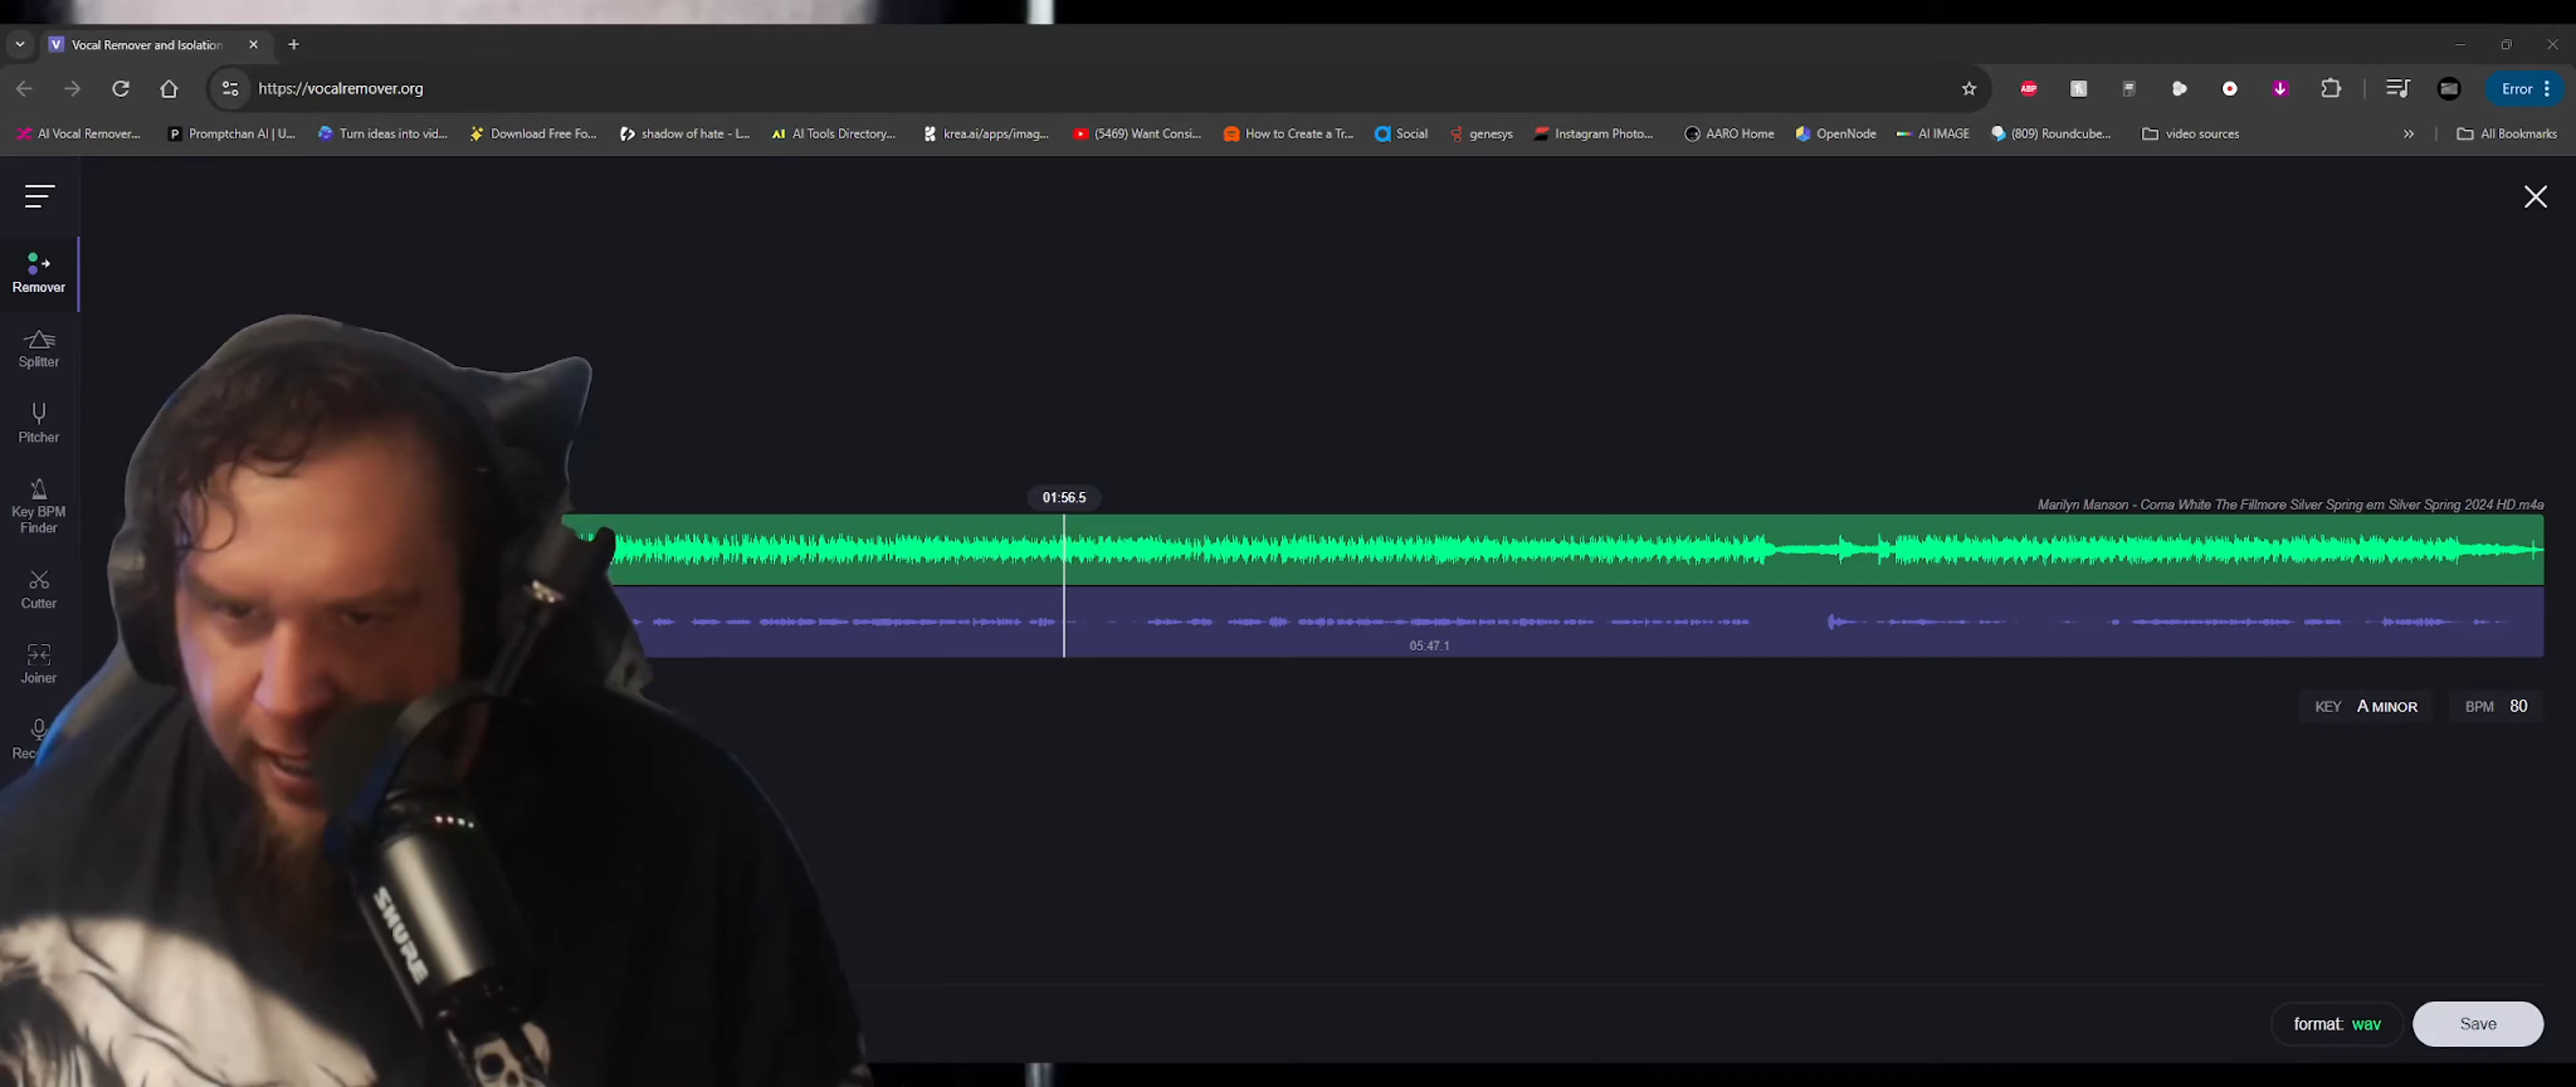 Vocal Remover and Isolation
https://vocalremover.org
Error
AI Vocal Remover...
Promptchan AI | U...
Turn ideas into vid...
Download Free Fo...
shadow of hate - L...
AI Tools Directory...
krea.ai/apps/imag...
(5469) Want Consi...
How to Create a Tr...
Social
genesys
Instagram Photo...
AARO Home
OpenNode
AI IMAGE
(809) Roundcube...
video sources
All Bookmarks
Remover
Splitter
Pitcher
Key BPM
Finder
Cutter
Joiner
01:56.5
Marilyn Manson - Coma White The Fillmore Silver Spring em Silver Spring 2024 HD.m4a
05:47.1
KEY A MINOR BPM 80
SHURE
format: wav
Save